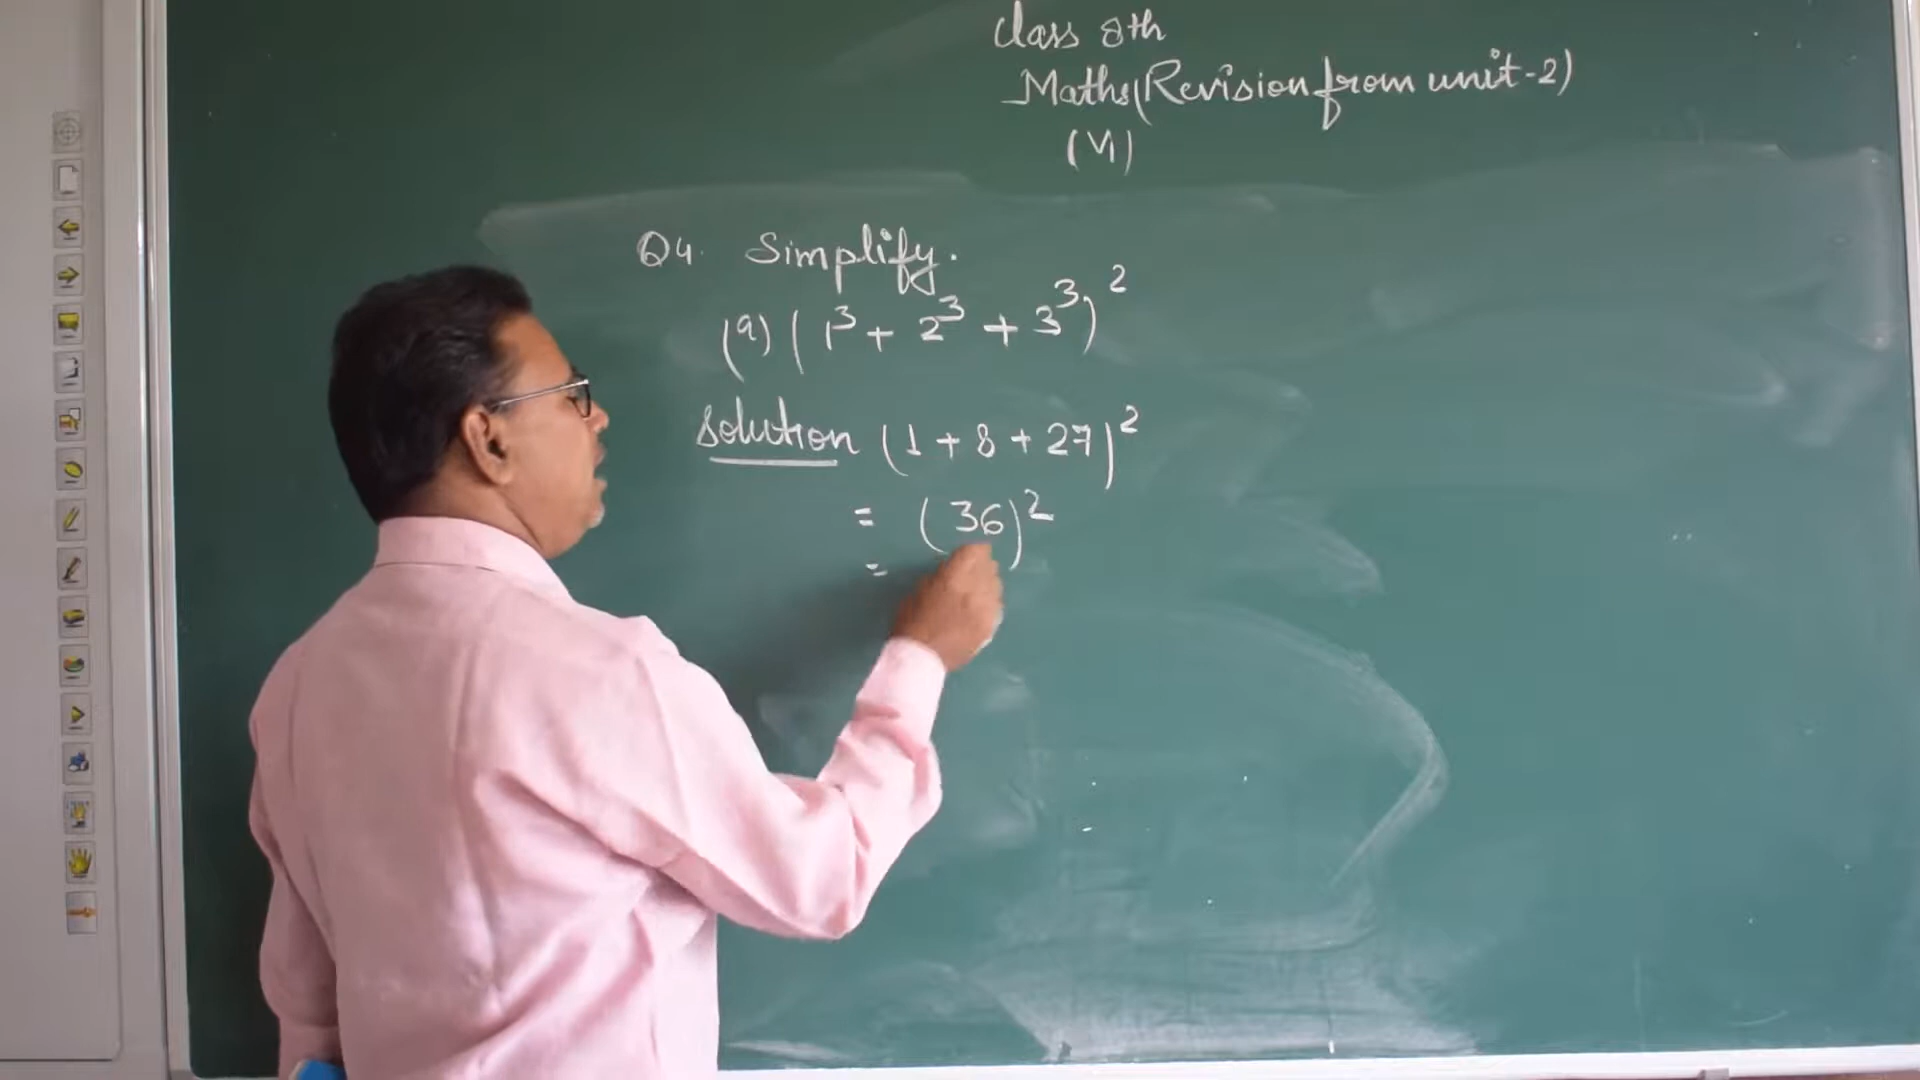 Class 8th
Maths(Revision from unit-2)
(VI)
Q4. Simplify.
(a) (1³ + 2³ + 3³)²
Solution (1 + 8 + 27)²
= (36)²
=